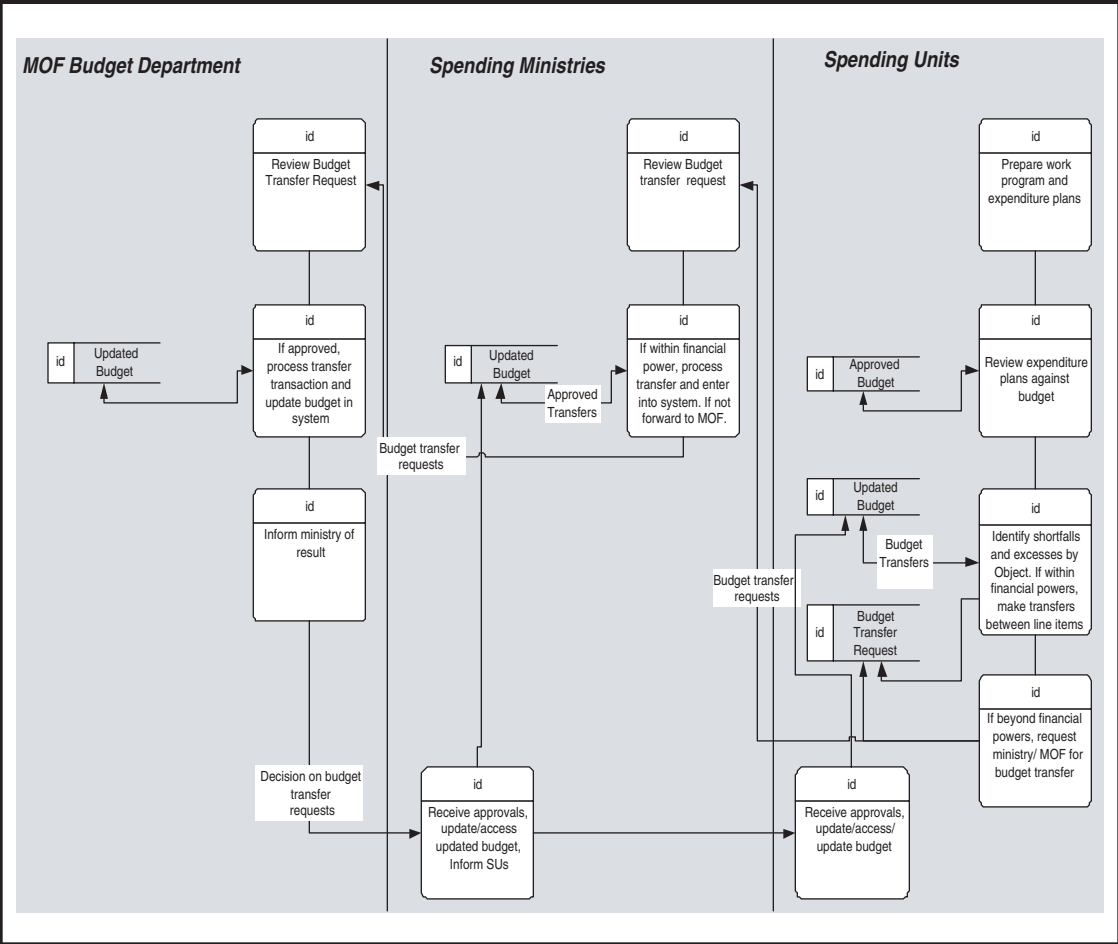 MOF Budget Department
id
Review Budget
Transfer Request
id
Updated
Budget
id
If approved,
process transfer
transaction and
update budget in
system
id
Inform ministry of
result
Decision on budget
transfer
requests
Spending Ministries
id
Review Budget
transfer request
id
Updated
Budget
Approved
Transfers
id
If within financial
power, process
transfer and enter
into system. If not
forward to MOF.
Budget transfer
requests
id
Receive approvals,
update/access
updated budget,
Inform SUs
Spending Units
id
Prepare work
program and
expenditure plans
id
Approved
Budget
id
Review expenditure
plans against
budget
id
Updated
Budget
Budget
Transfers
id
Identify shortfalls
and excesses by
Object. If within
financial powers,
make transfers
between line items
Budget transfer
requests
id
Budget
Transfer
Request
id
If beyond financial
powers, request
ministry/ MOF for
budget transfer
id
Receive approvals,
update/access/
update budget